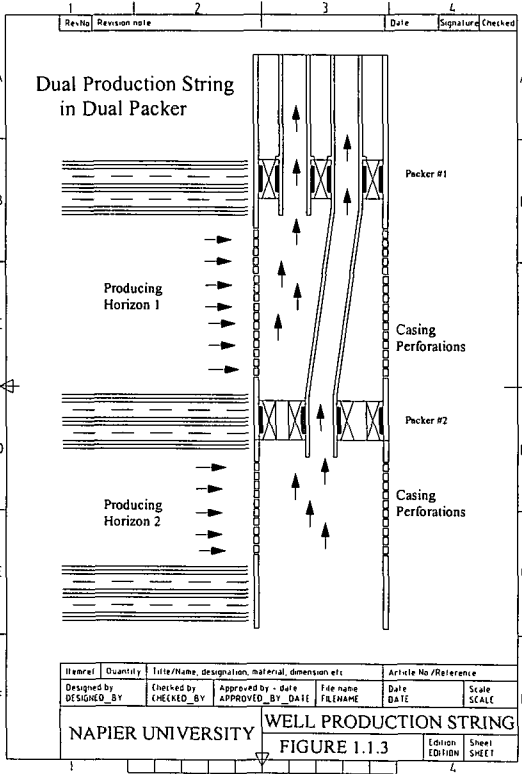 1 2 3 4
Rev No Revision note Date Signature Checked
Dual Production String
in Dual Packer
Packer #1
Producing
Horizon 1
Casing
Perforations
Packer #2
Producing
Horizon 2
Casing
Perforations
Itemref Quantity Title/Name, designation, material, dimension etc Article No /Reference
Designed by
DESIGNED_BY
Checked by
CHECKED_BY
Approved by - date
APPROVED_BY_DATE
File name
FILENAME
Date
DATE
Scale
SCALE
NAPIER UNIVERSITY
WELL PRODUCTION STRING
FIGURE 1.1.3
Edition
EDITION
Sheet
SHEET
1 4